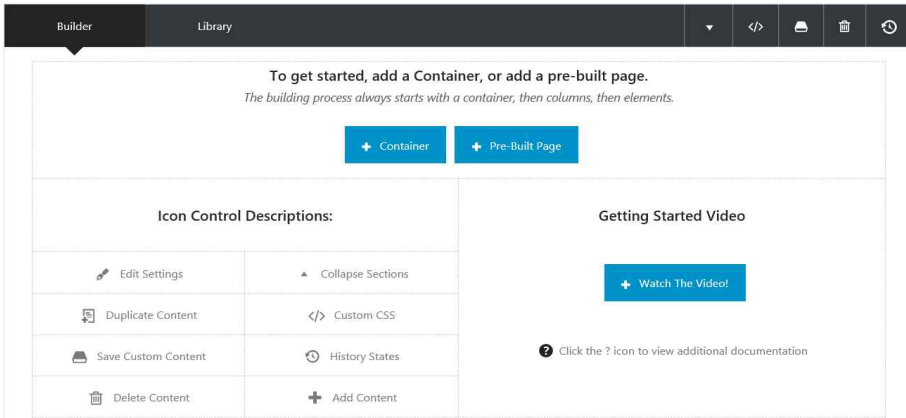 Builder
Library
</>
To get started, add a Container, or add a pre-built page.
The building process always starts with a container, then columns, then elements.
Container
Pre-Built Page
Icon Control Descriptions:
Edit Settings
Collapse Sections
Duplicate Content
</> Custom CSS
Save Custom Content
History States
Delete Content
Add Content
Getting Started Video
Watch The Video!
? Click the ? icon to view additional documentation